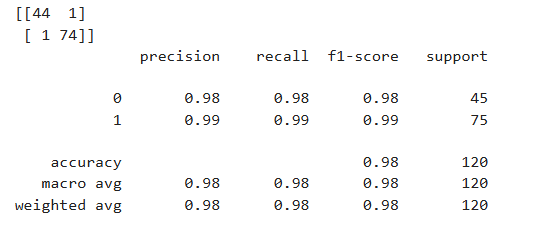 [[44  1]
 [ 1 74]]
              precision    recall  f1-score   support

           0       0.98      0.98      0.98        45
           1       0.99      0.99      0.99        75

    accuracy                           0.98       120
   macro avg       0.98      0.98      0.98       120
weighted avg       0.98      0.98      0.98       120